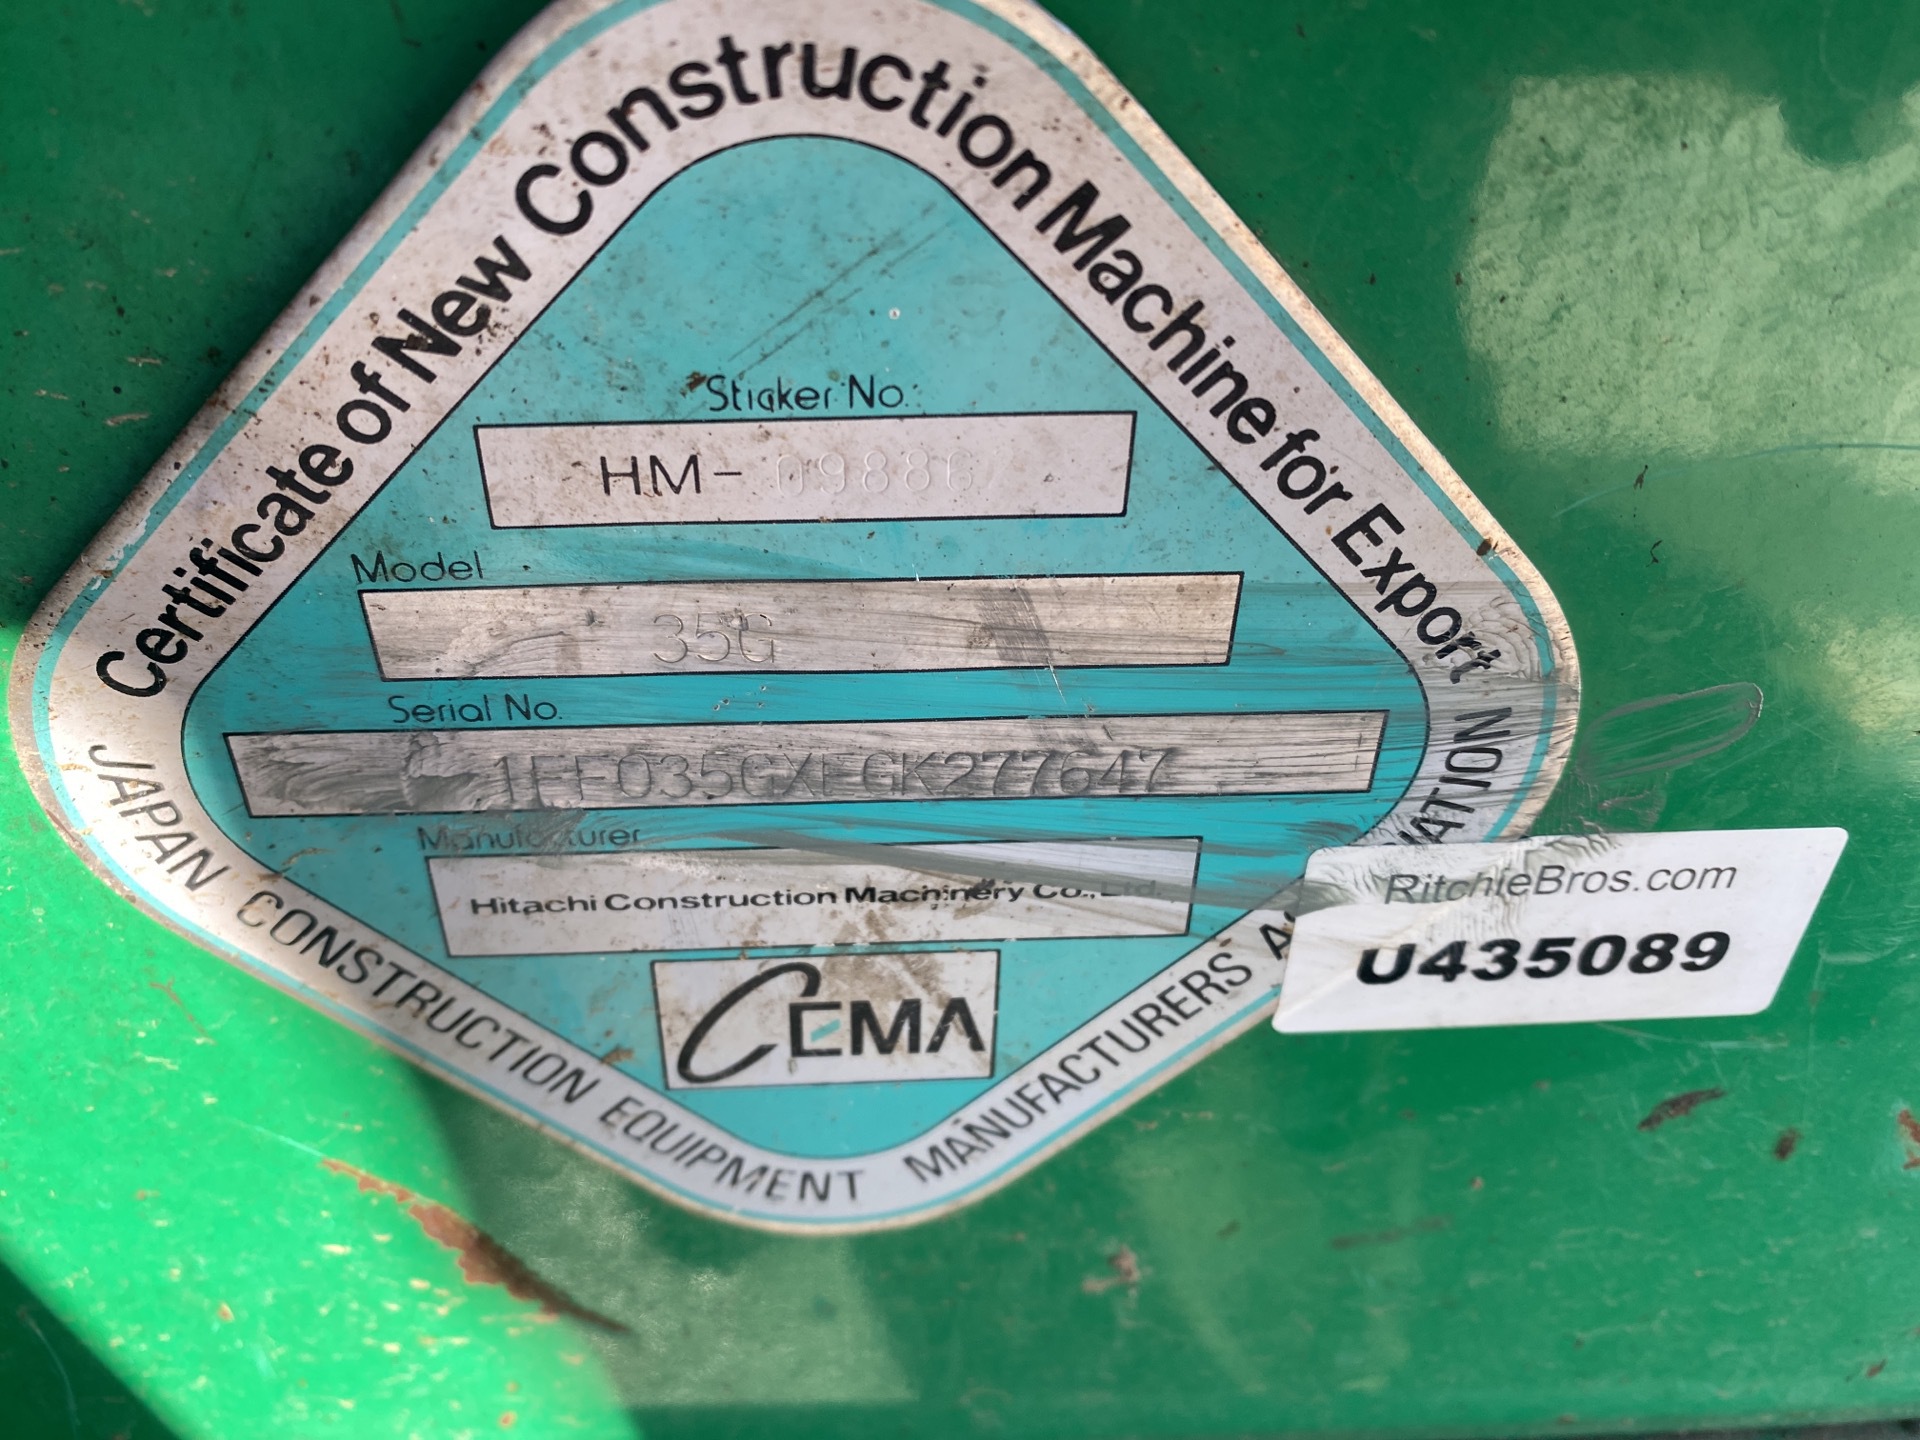 Certificate of New Construction Machine for Export
Sticker No.
HM-
Model
35G
Serial No.
Manufacturer
Hitachi Construction Machinery Co., Ltd.
CEMA
JAPAN CONSTRUCTION EQUIPMENT MANUFACTURERS
RitchieBros.com
U435089